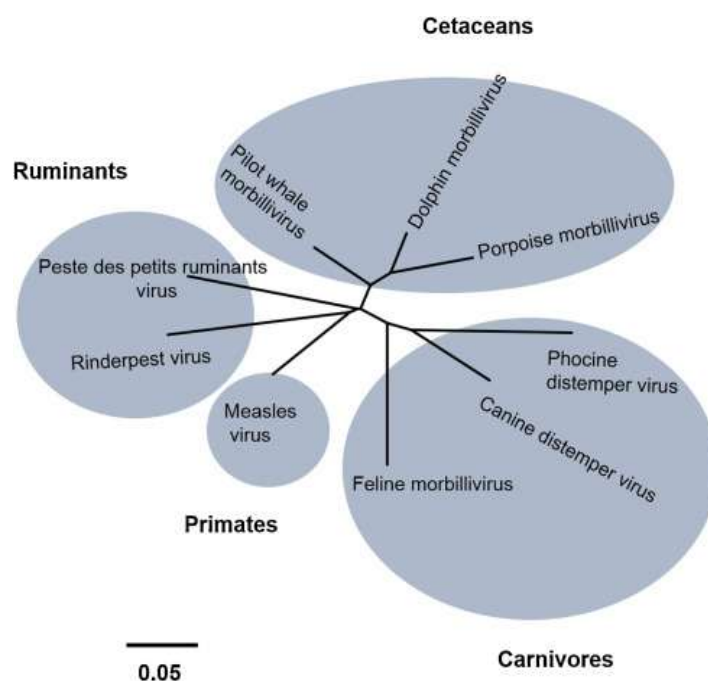 Cetaceans
Pilot whale
morbillivirus
Dolphin morbillivirus
Porpoise morbillivirus
Ruminants
Peste des petits ruminants
virus
Rinderpest virus
Measles
virus
Primates
Phocine
distemper virus
Canine distemper virus
Feline morbillivirus
Carnivores
0.05